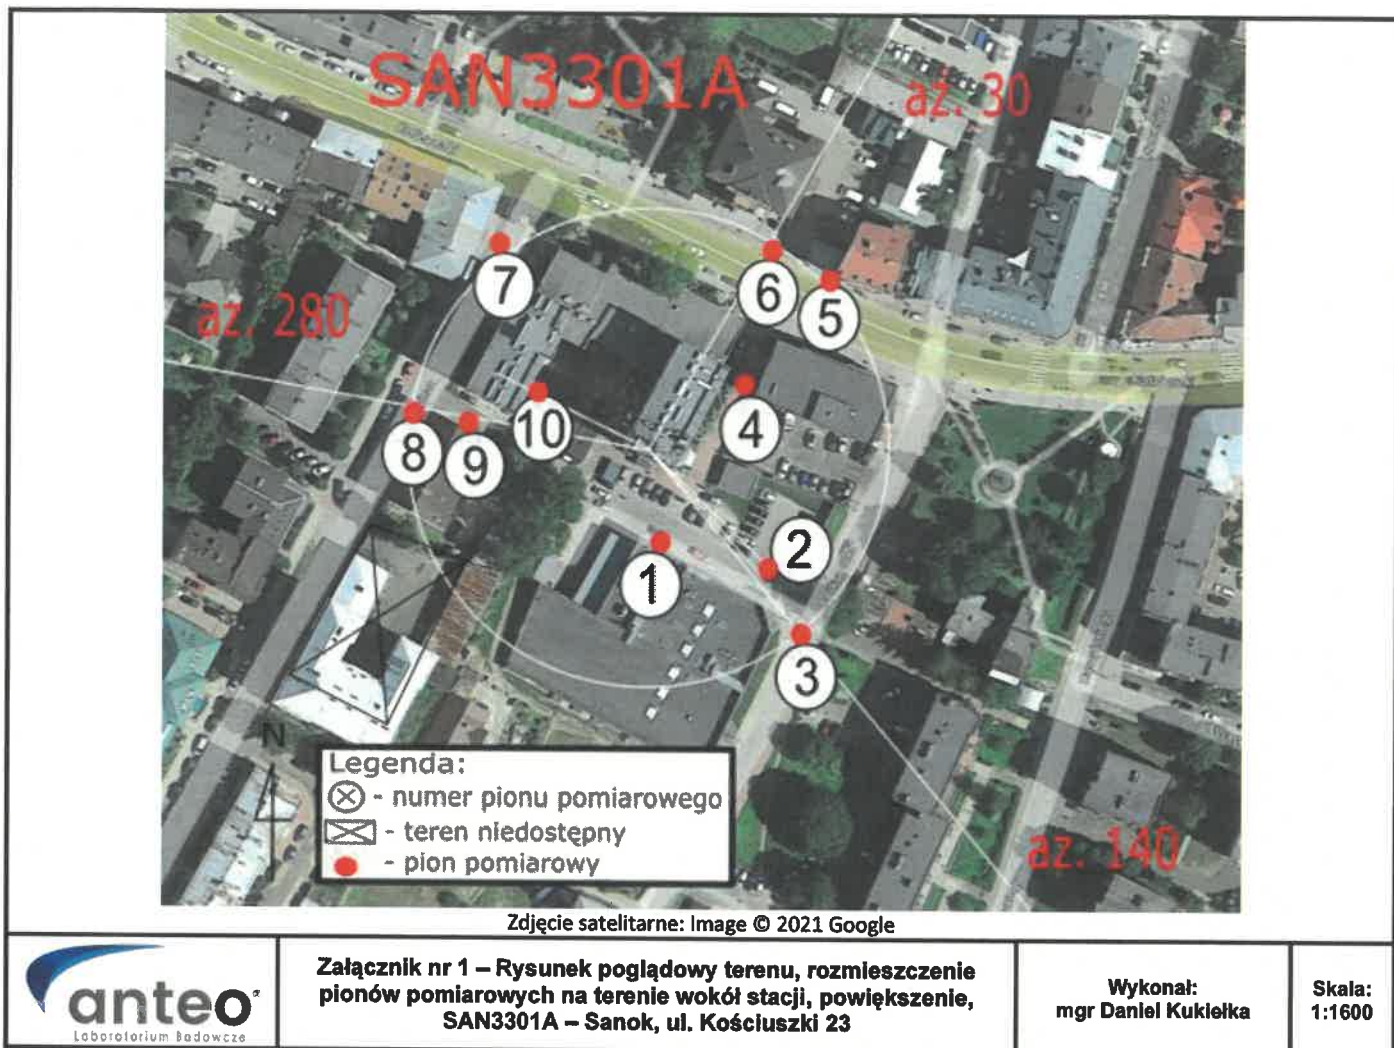 SAN3301A
az. 30
az. 280
7
6
5
10
4
8
9
2
1
3
az. 140
N
Legenda:
- numer pionu pomiarowego
- teren niedostępny
- pion pomiarowy
Zdjęcie satelitarne: Image © 2021 Google
anteo
Laboratorium Badawcze
Załącznik nr 1 – Rysunek poglądowy terenu, rozmieszczenie
pionów pomiarowych na terenie wokół stacji, powiększenie,
SAN3301A – Sanok, ul. Kościuszki 23
Wykonał:
mgr Daniel Kukiełka
Skala:
1:1600